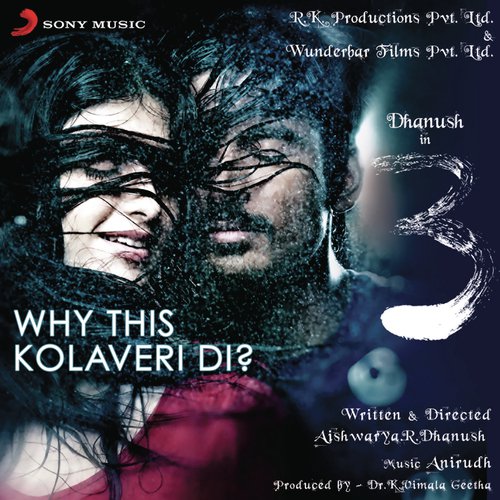 SONY MUSIC
R.K. Productions Pvt. Ltd.
&
Wunderbar Films Pvt. Ltd.
Dhanush
in
3
WHY THIS
KOLAVERI DI?
Written & Directed
Aishwarya.R.Dhanush
Music Anirudh
Produced by - Dr.K.Vimala Geetha